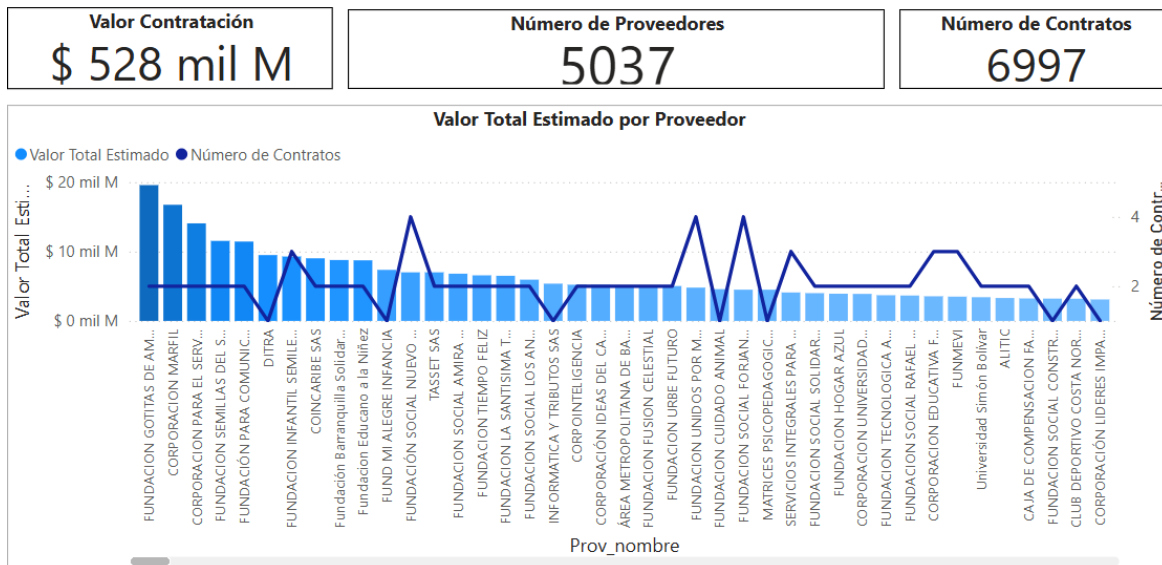 Valor Contratación
$ 528 mil M
Número de Proveedores
5037
Número de Contratos
6997
Valor Total Estimado por Proveedor
Valor Total Estimado
Número de Contratos
Valor Total Esti...
$ 20 mil M
$ 10 mil M
$ 0 mil M
4
2
Número de Contr...
FUNDACION GOTITAS DE AM...
CORPORACION MARFIL
CORPORACION PARA EL SERV...
FUNDACION SEMILLAS DEL S...
FUNDACIÓN PARA COMUNIC...
DITRA
FUNDACION INFANTIL SEMILE...
COINCARIBE SAS
Fundación Barranquilla Solidar...
Fundacion Educano a la Niñez
FUND MI ALEGRE INFANCIA
FUNDACIÓN SOCIAL NUEVO ...
TASSET SAS
FUNDACION SOCIAL AMIRA ...
FUNDACION TIEMPO FELIZ
FUNDACION LA SANTISIMA T...
FUNDACION SOCIAL LOS AN...
INFORMATICA Y TRIBUTOS SAS
CORPOINTELIGENCIA
CORPORACIÓN IDEAS DEL CA...
ÁREA METROPOLITANA DE BA...
FUNDACION FUSION CELESTIAL
FUNDACION URBE FUTURO
FUNDACION UNIDOS POR M...
FUNDACION CUIDADO ANIMAL
FUNDACION SOCIAL FORJAN...
MATRICES PSICOPEDAGOGIC...
SERVICIOS INTEGRALES PARA ...
FUNDACION SOCIAL SOLIDAR...
FUNDACION HOGAR AZUL
CORPORACION UNIVERSIDAD...
FUNDACION TECNOLOGICA A...
FUNDACION SOCIAL RAFAEL ...
CORPORACION EDUCATIVA F...
FUNMEVI
Universidad Simón Bolívar
ALITIC
CAJA DE COMPENSACION FA...
FUNDACION SOCIAL CONSTR...
CLUB DEPORTIVO COSTA NOR...
CORPORACIÓN LIDERES IMPA...
Prov_nombre